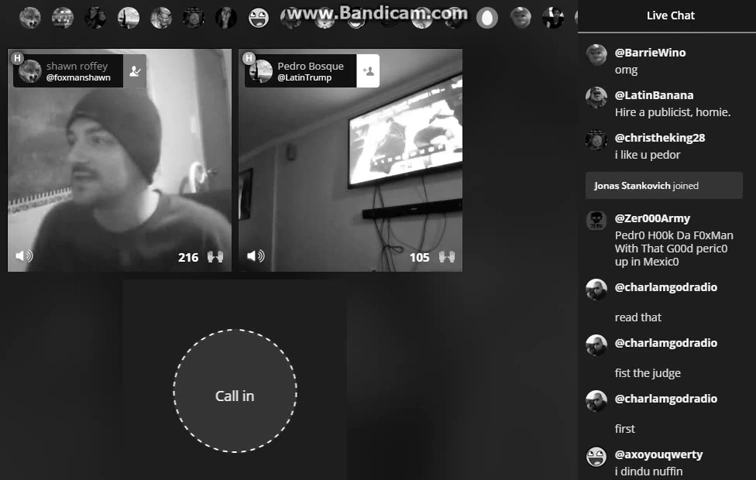 www.Bandicam.com
H
shawn roffey
@foxmanshawn
216
H
Pedro Bosque
@LatinTrump
105
Call in
Live Chat
@BarrieWino
omg
@LatinBanana
Hire a publicist, homie.
@christheking28
i like u pedor
Jonas Stankovich joined
@Zer000Army
Pedr0 H00k Da F0xMan
With That G00d peric0
up in Mexic0
@charlamgodradio
read that
@charlamgodradio
fist the judge
@charlamgodradio
first
@axoyouqwerty
i dindu nuffin